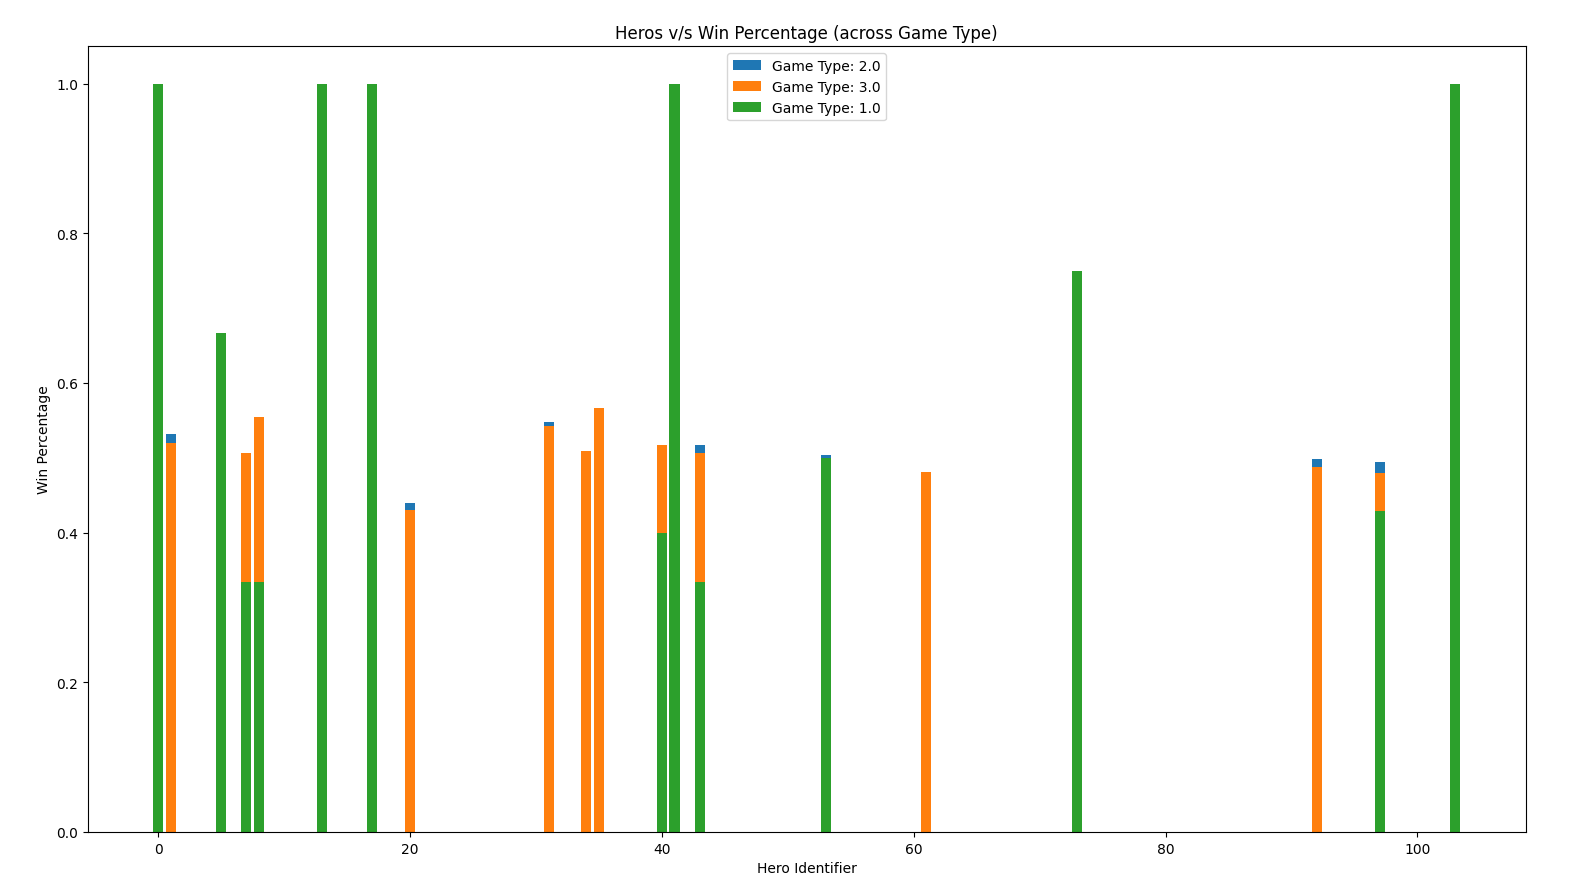 Heros v/s Win Percentage (across Game Type)
Game Type: 2.0
Game Type: 3.0
Game Type: 1.0
Win Percentage
1.0
0.8
0.6
0.4
0.2
0.0
0 20 40 60 80 100
Hero Identifier